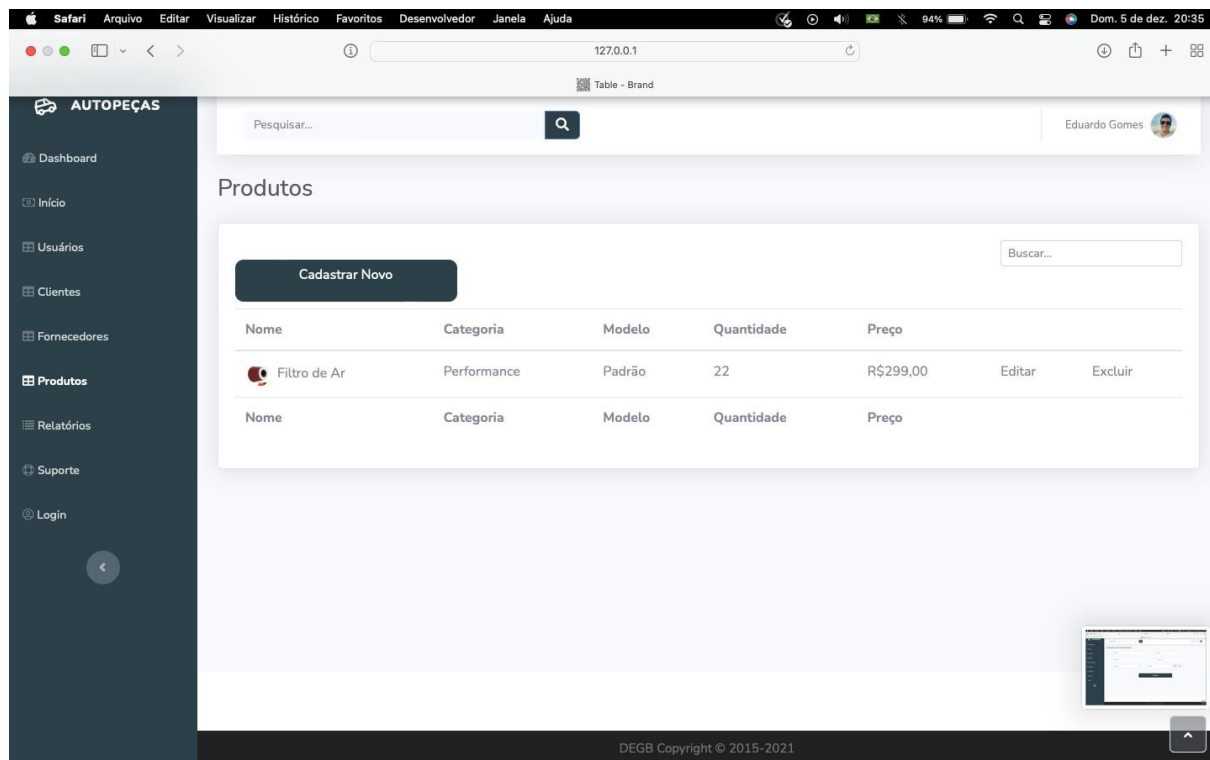 Safari Arquivo Editar Visualizar Histórico Favoritos Desenvolvedor Janela Ajuda 94% Dom. 5 de dez. 20:35
127.0.0.1
Table - Brand
AUTOPEÇAS
Pesquisar...
Eduardo Gomes
Dashboard
Início
Usuários
Clientes
Fornecedores
Produtos
Relatórios
Suporte
Login
Produtos
Buscar...
Cadastrar Novo
Nome Categoria Modelo Quantidade Preço
Filtro de Ar Performance Padrão 22 R$299,00 Editar Excluir
Nome Categoria Modelo Quantidade Preço
DEGB Copyright © 2015-2021